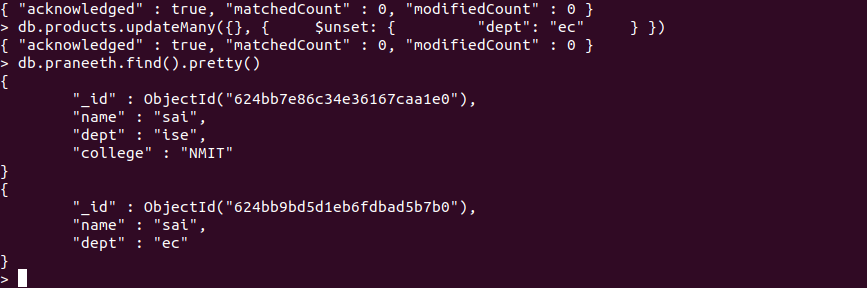 { "acknowledged" : true, "matchedCount" : 0, "modifiedCount" : 0 }
> db.products.updateMany({}, {     $unset: {         "dept": "ec"     } })
{ "acknowledged" : true, "matchedCount" : 0, "modifiedCount" : 0 }
> db.praneeth.find().pretty()
{
        "_id" : ObjectId("624bb7e86c34e36167caa1e0"),
        "name" : "sai",
        "dept" : "ise",
        "college" : "NMIT"
}
{
        "_id" : ObjectId("624bb9bd5d1eb6fdbad5b7b0"),
        "name" : "sai",
        "dept" : "ec"
}
>